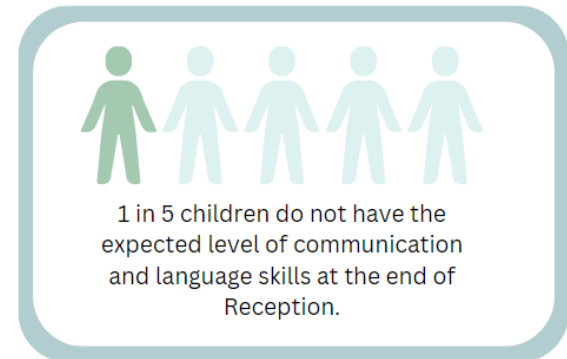 1 in 5 children do not have the
expected level of communication
and language skills at the end of
Reception.